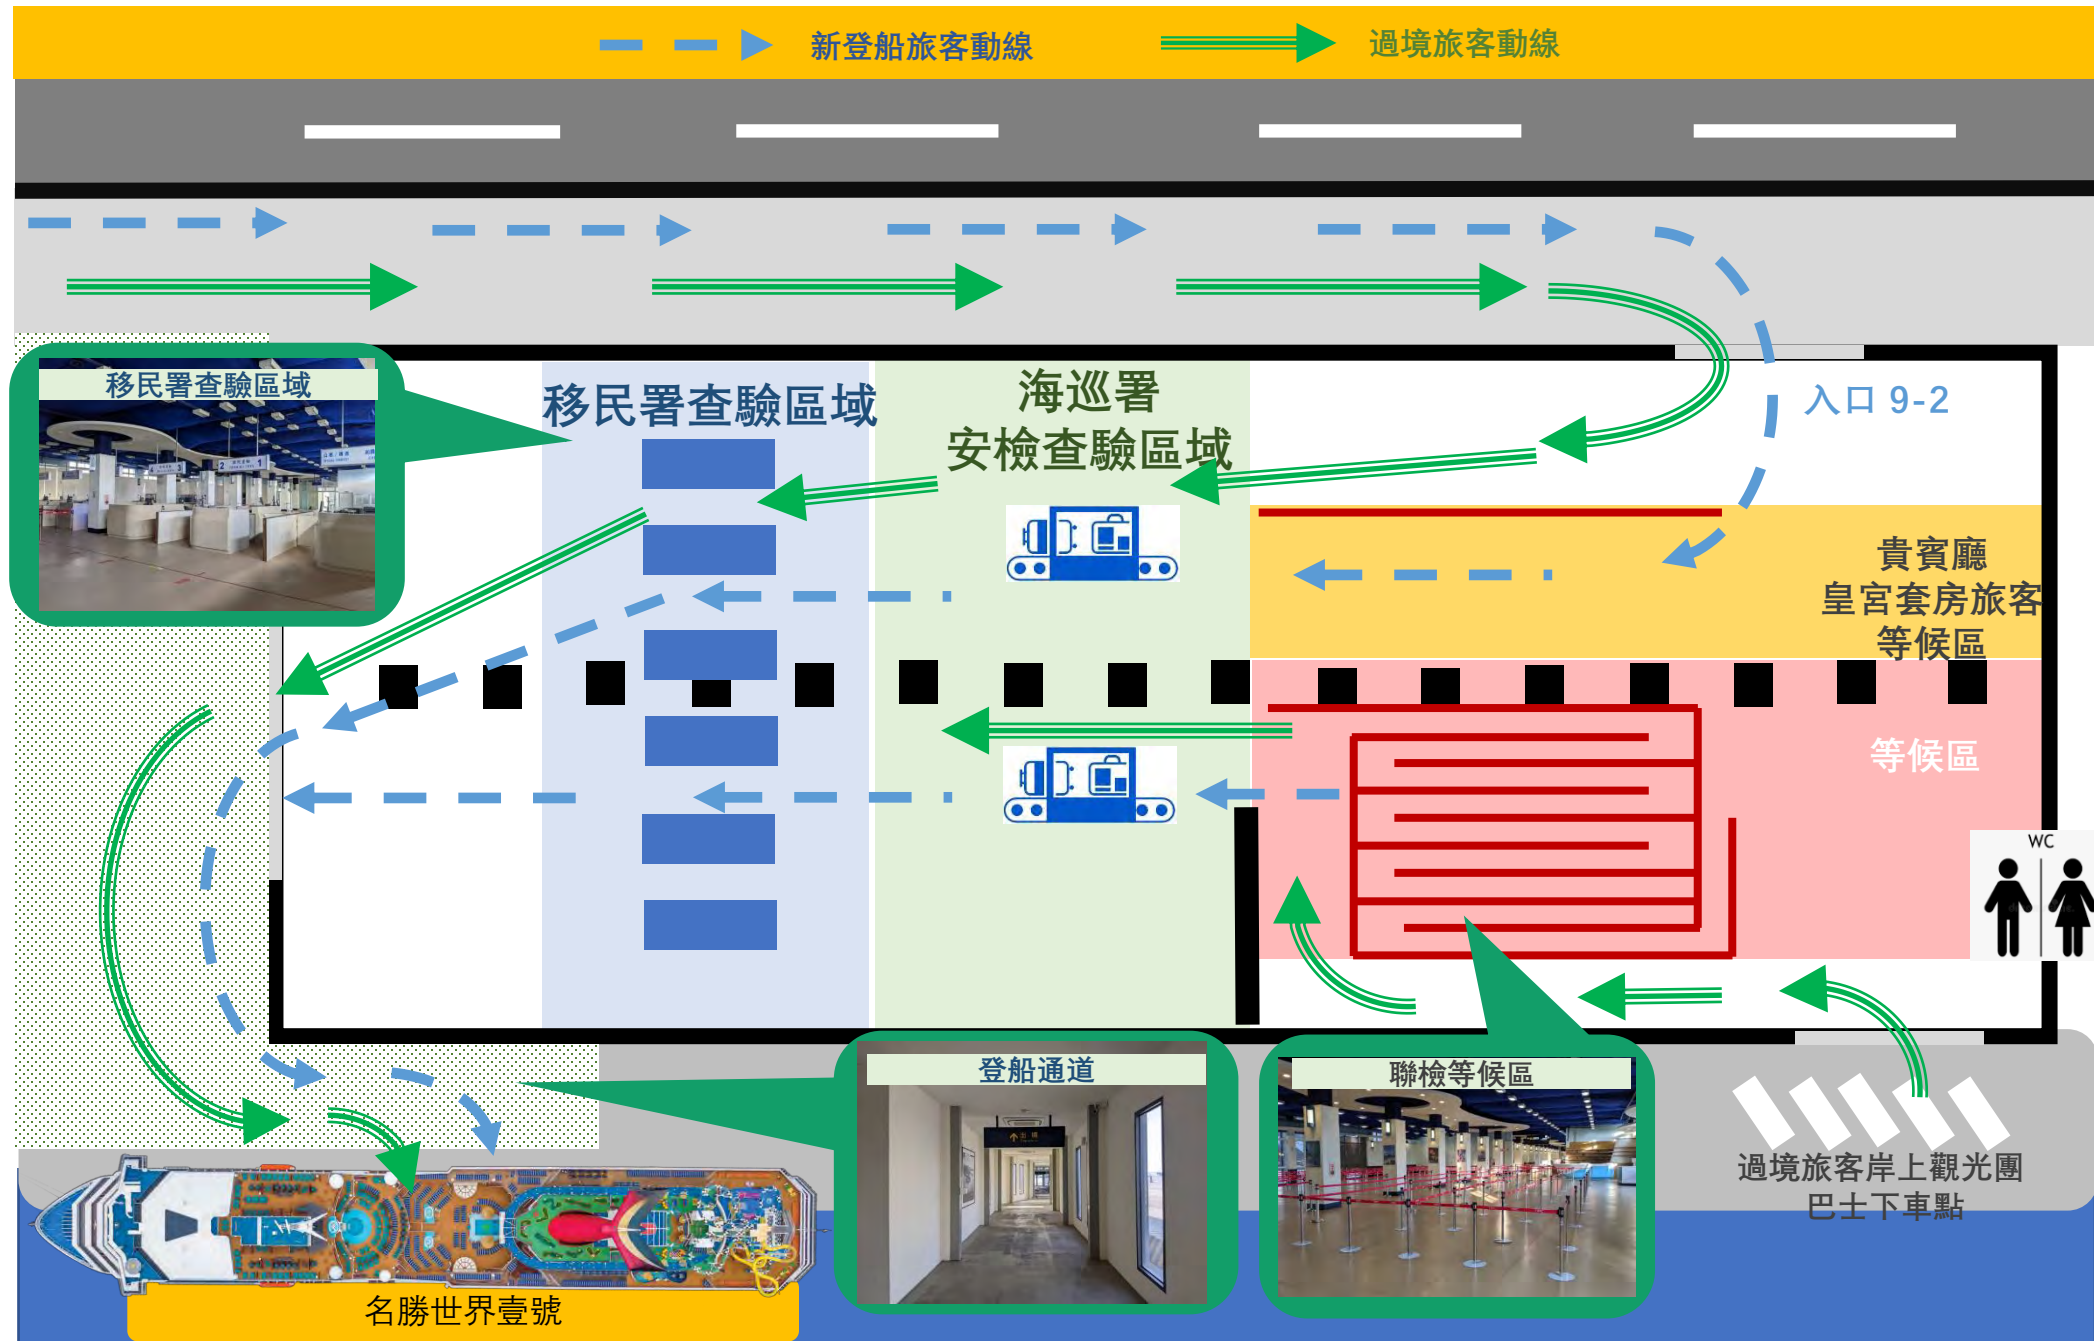 新登船旅客動線
過境旅客動線
移民署查驗區域
移民署查驗區域
海巡署
安檢查驗區域
入口 9-2
貴賓廳
皇宮套房旅客
等候區
等候區
WC
登船通道
聯檢等候區
過境旅客岸上觀光團
巴士下車點
名勝世界壹號